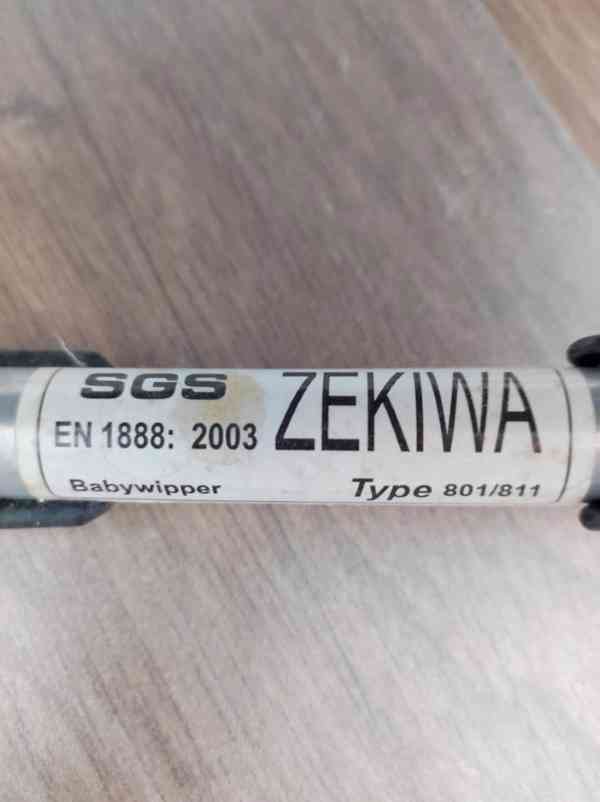 SGS
ZEKIWA
EN 1888: 2003
Babywipper
Type 801/811